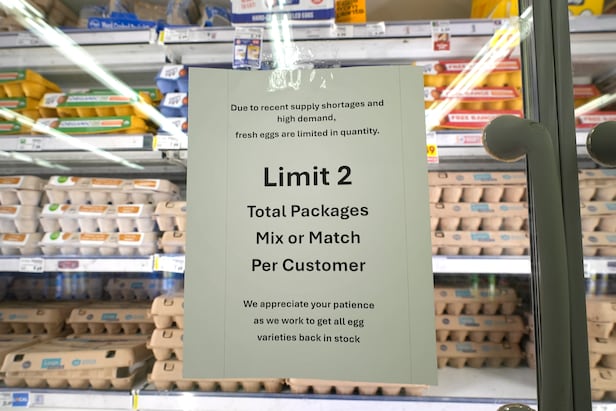 Due to recent supply shortages and
high demand,
fresh eggs are limited in quantity.
Limit 2
Total Packages
Mix or Match
Per Customer
We appreciate your patience
as we work to get all egg
varieties back in stock